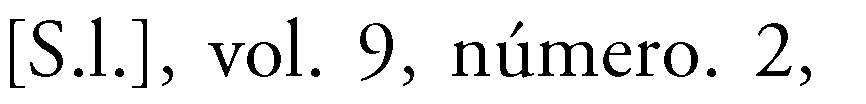 [S.l.], vol. 9, número. 2,